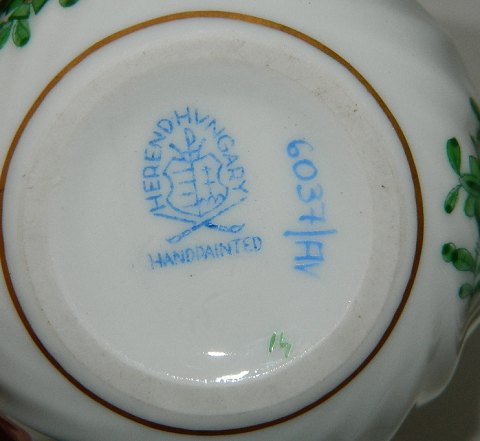 HEREND HUNGARY
HANDPAINTED
6037/AV
14